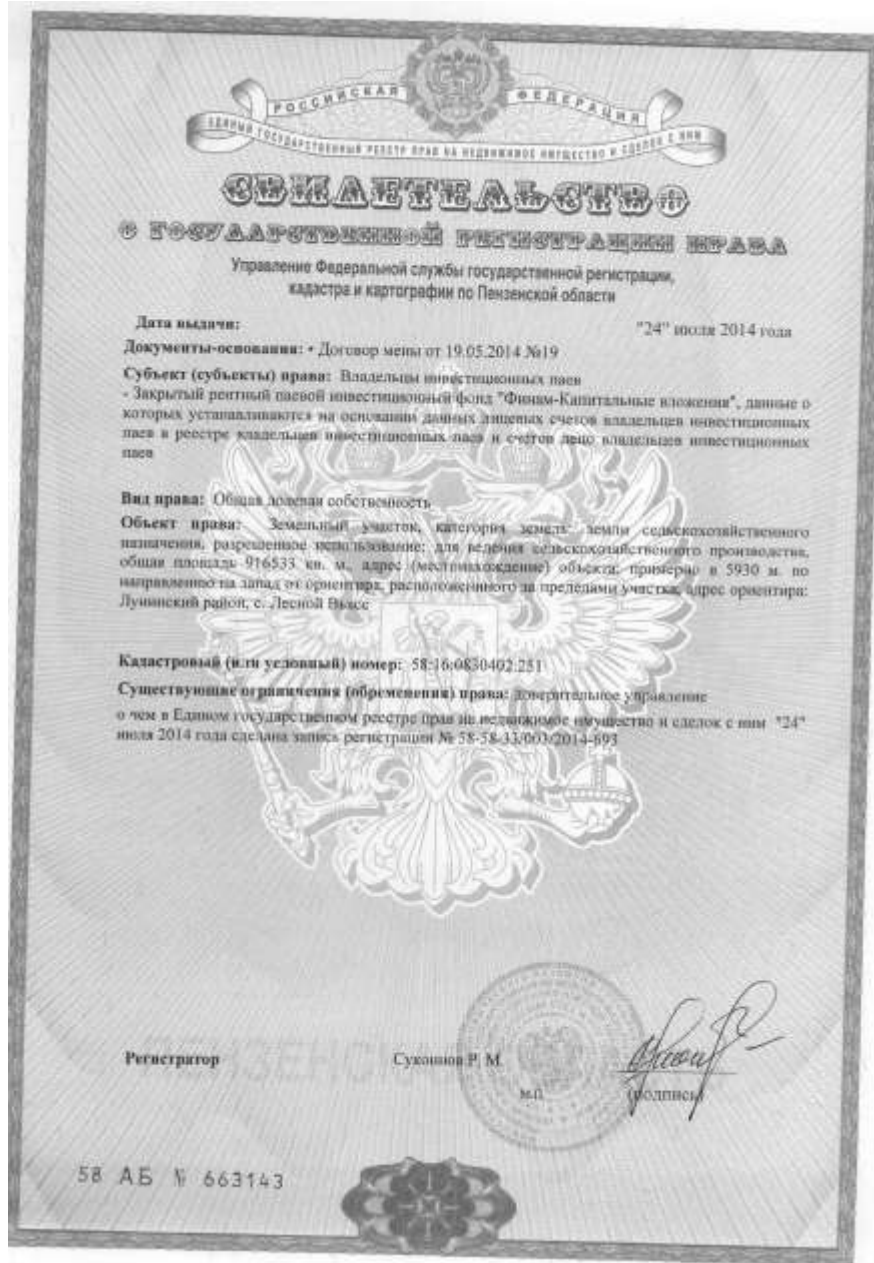 РОССИЙСКАЯ ФЕДЕРАЦИЯ
ЕДИНЫЙ ГОСУДАРСТВЕННЫЙ РЕЕСТР ПРАВ НА НЕДВИЖИМОЕ ИМУЩЕСТВО И СДЕЛОК С НИМ
СВИДЕТЕЛЬСТВО
О ГОСУДАРСТВЕННОЙ РЕГИСТРАЦИИ ПРАВА
Управление Федеральной службы государственной регистрации,
кадастра и картографии по Пензенской области
Дата выдачи: "24" июля 2014 года
Документы-основания: • Договор мены от 19.05.2014 №19
Субъект (субъекты) права: Владельцы инвестиционных паев
- Закрытый рентный паевой инвестиционный фонд "Финам-Капитальные вложения", данные о
которых устанавливаются на основании данных лицевых счетов владельцев инвестиционных
паев в реестре владельцев инвестиционных паев и счетов депо владельцев инвестиционных
паев
Вид права: Общая долевая собственность
Объект права: Земельный участок, категория земель: земли сельскохозяйственного
назначения, разрешенное использование: для ведения сельскохозяйственного производства,
общая площадь 916533 кв. м., адрес (местонахождение) объекта: примерно в 5930 м. по
направлению на запад от ориентира, расположенного за пределами участка, адрес ориентира:
Лунинский район, с. Лесной Вьясс
Кадастровый (или условный) номер: 58:16:0830402:251
Существующие ограничения (обременения) права: доверительное управление
о чем в Едином государственном реестре прав на недвижимое имущество и сделок с ним "24"
июля 2014 года сделана запись регистрации № 58-58-33/003/2014-693
Регистратор Суконнов Р. М.
м.п. (подпись)
58 АБ № 663143